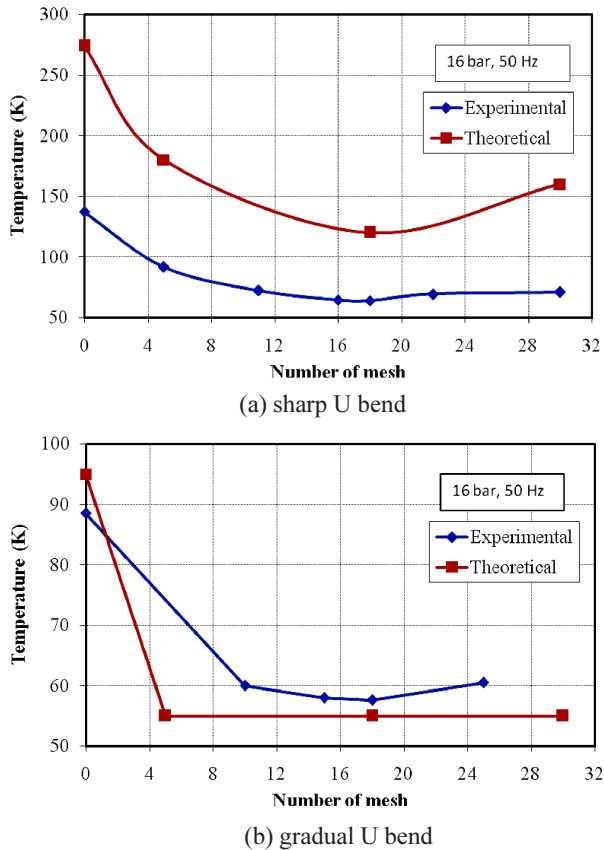 300
250
200
150
100
50
Temperature (K)
16 bar, 50 Hz
Experimental
Theoretical
0 4 8 12 16 20 24 28 32
Number of mesh
(a) sharp U bend
100
90
80
70
60
50
Temperature (K)
16 bar, 50 Hz
Experimental
Theoretical
0 4 8 12 16 20 24 28 32
Number of mesh
(b) gradual U bend